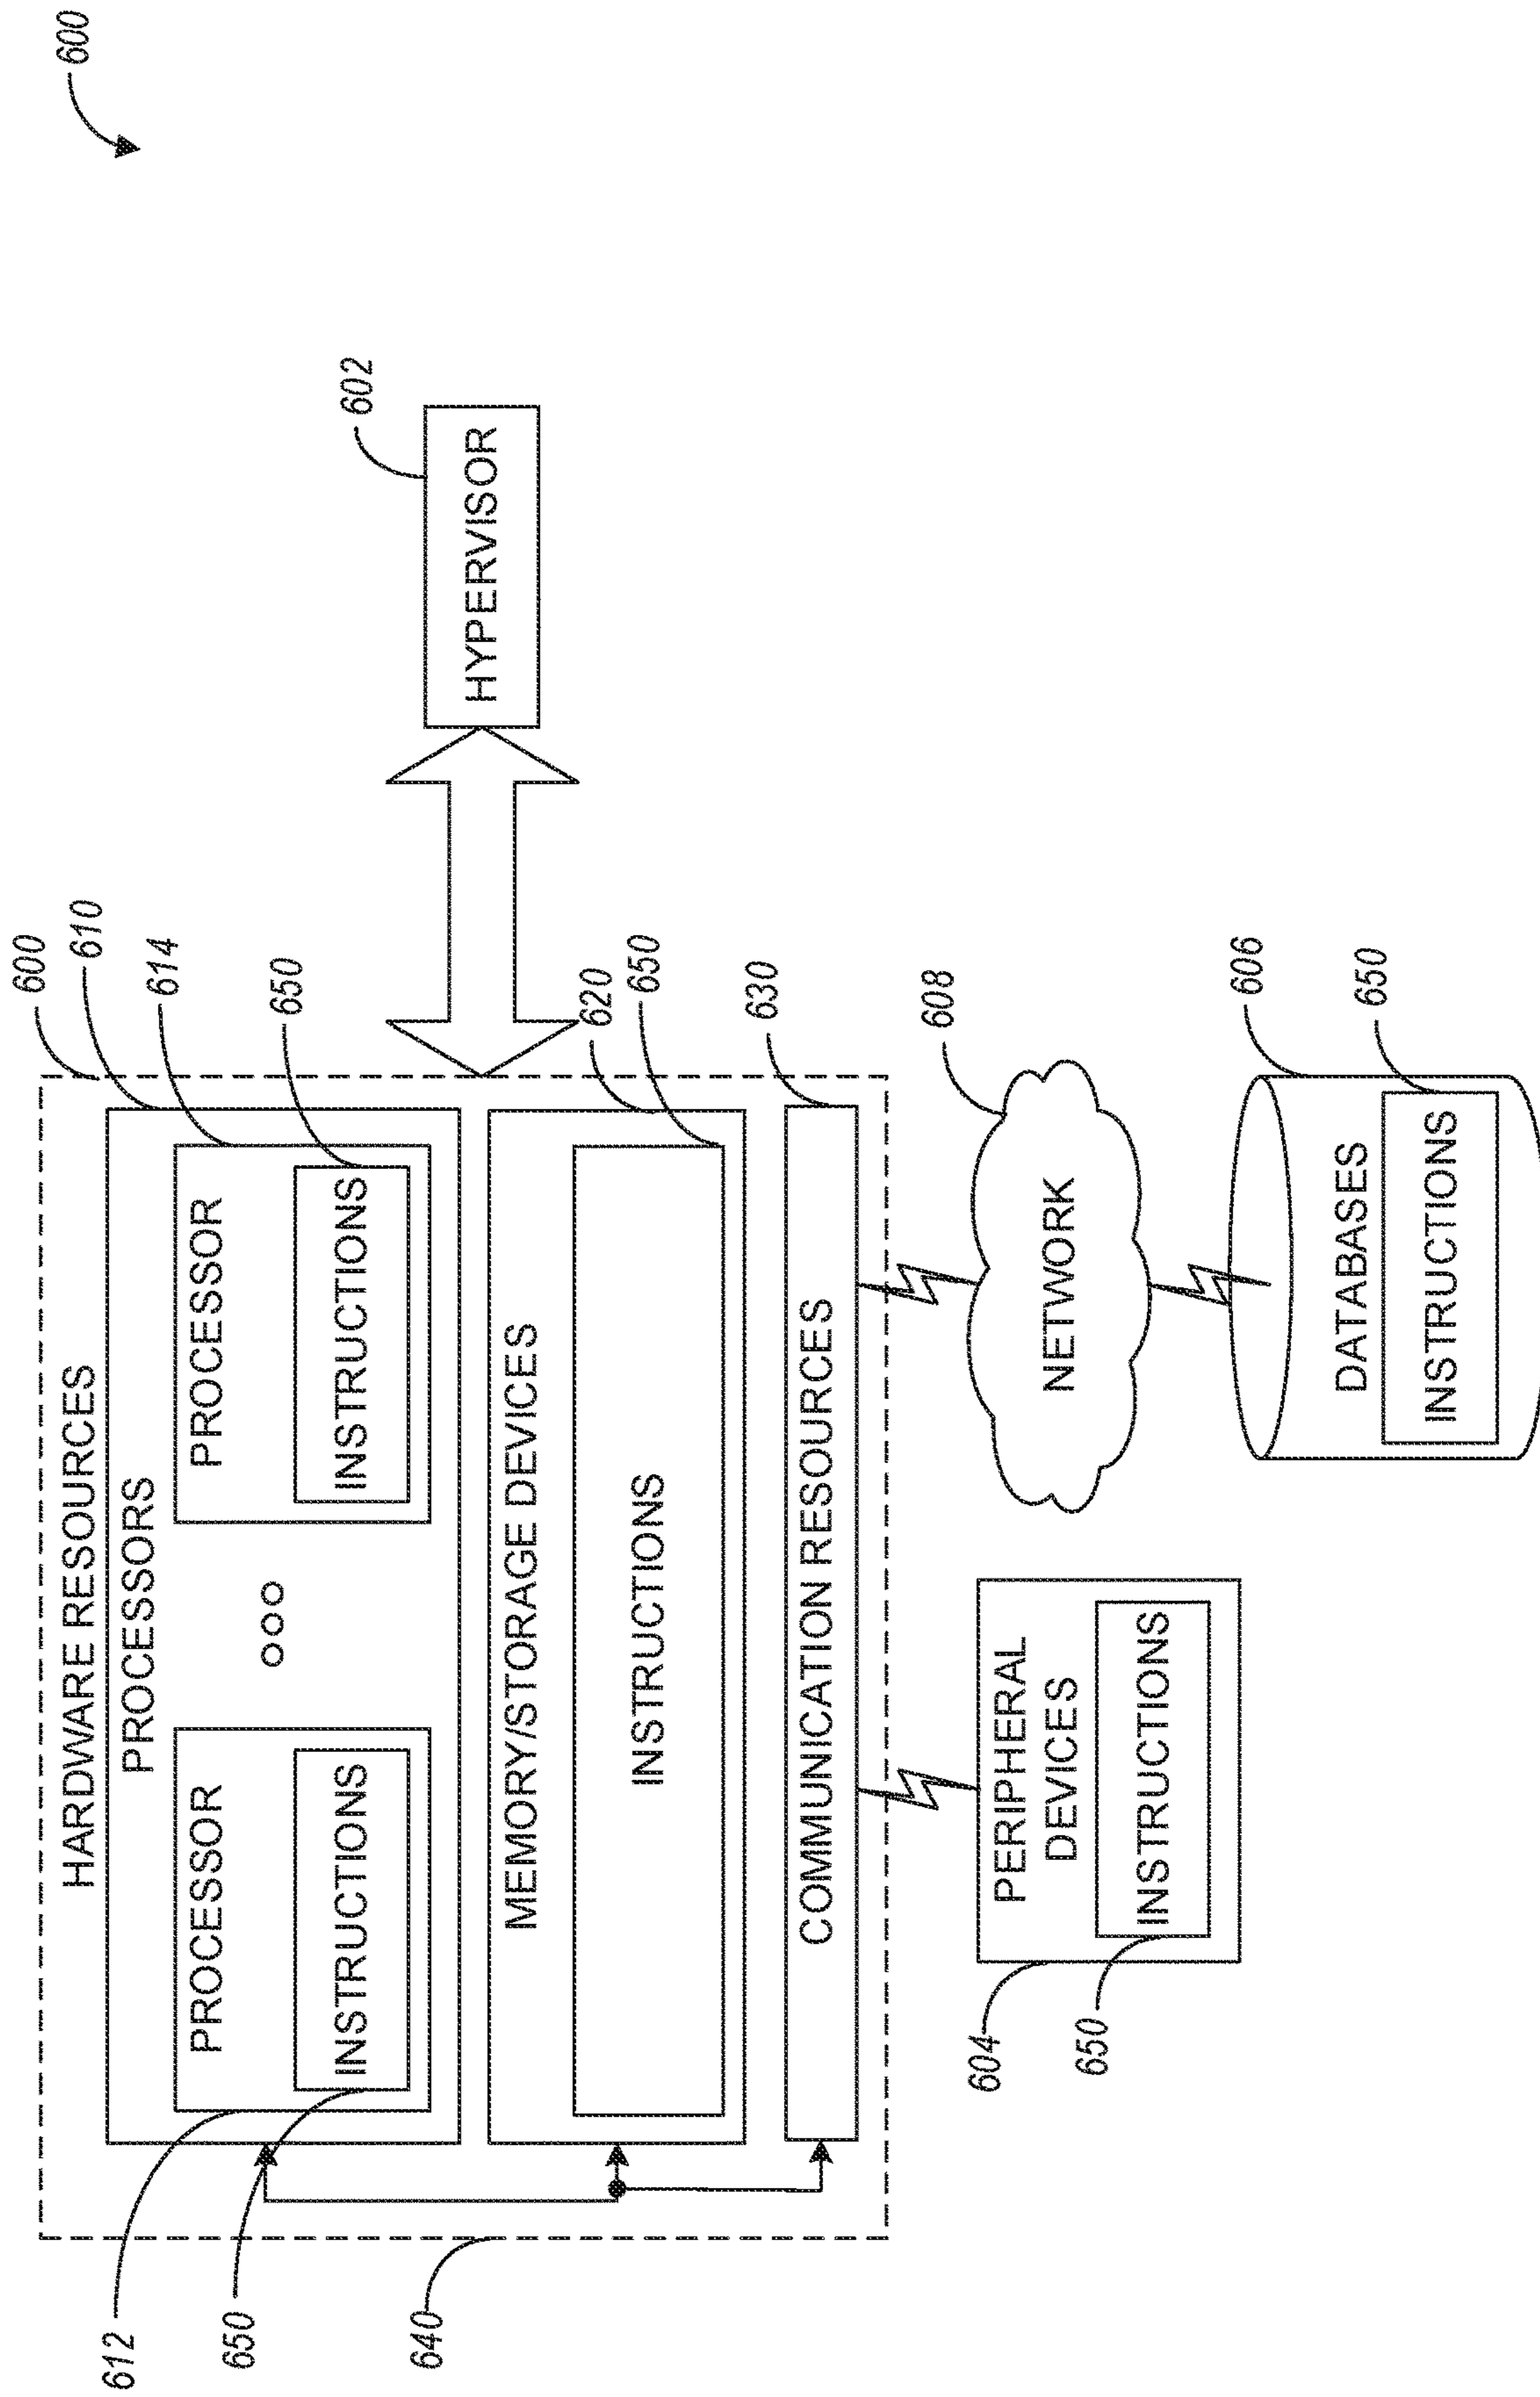 600
600
HARDWARE RESOURCES
610
PROCESSORS
614
612
PROCESSOR
PROCESSOR
650
650
INSTRUCTIONS
ooo
INSTRUCTIONS
602
HYPERVISOR
640
620
MEMORY/STORAGE DEVICES
650
INSTRUCTIONS
630
COMMUNICATION RESOURCES
608
604
PERIPHERAL
DEVICES
NETWORK
650
INSTRUCTIONS
606
DATABASES
650
INSTRUCTIONS